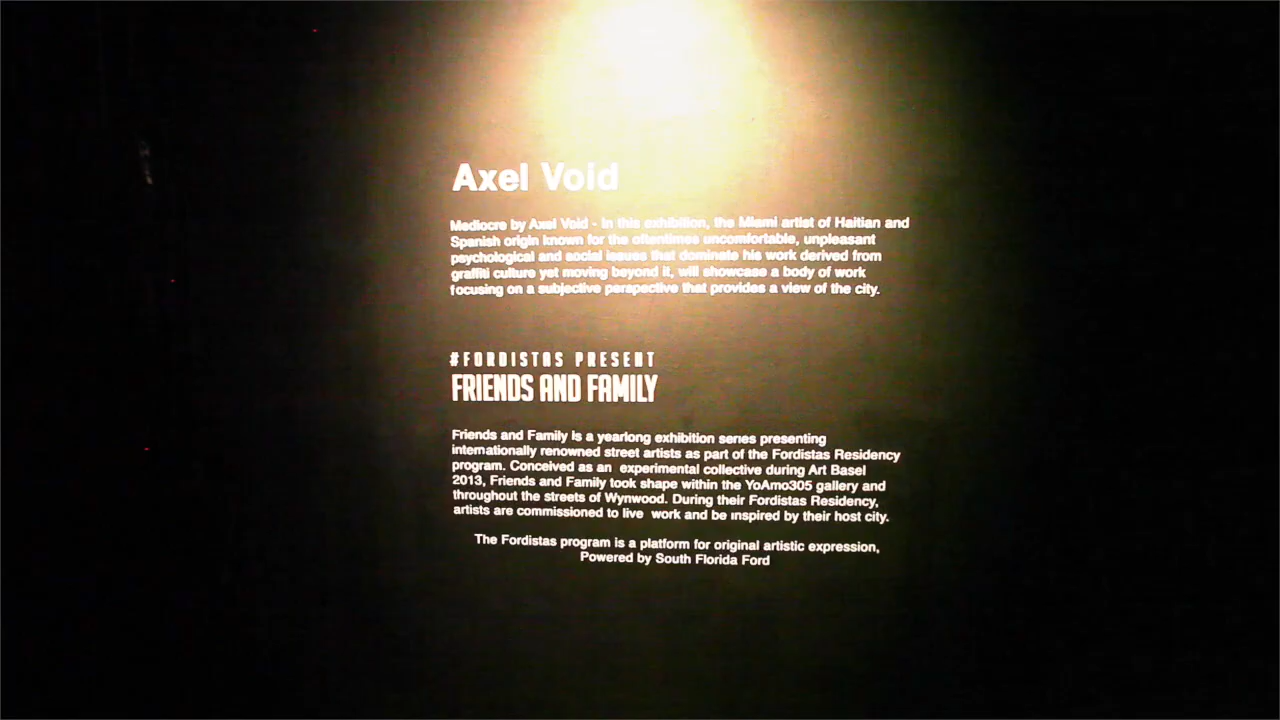 Axel Void
Mediocre by Axel Void - In this exhibition, the Miami artist of Haitian and
Spanish origin known for the oftentimes uncomfortable, unpleasant
psychological and social issues that dominate his work derived from
graffiti culture yet moving beyond it, will showcase a body of work
focusing on a subjective perspective that provides a view of the city.
#FORDISTAS PRESENT
FRIENDS AND FAMILY
Friends and Family is a yearlong exhibition series presenting
internationally renowned street artists as part of the Fordistas Residency
program. Conceived as an experimental collective during Art Basel
2013, Friends and Family took shape within the YoAmo305 gallery and
throughout the streets of Wynwood. During their Fordistas Residency,
artists are commissioned to live work and be inspired by their host city.
The Fordistas program is a platform for original artistic expression,
Powered by South Florida Ford